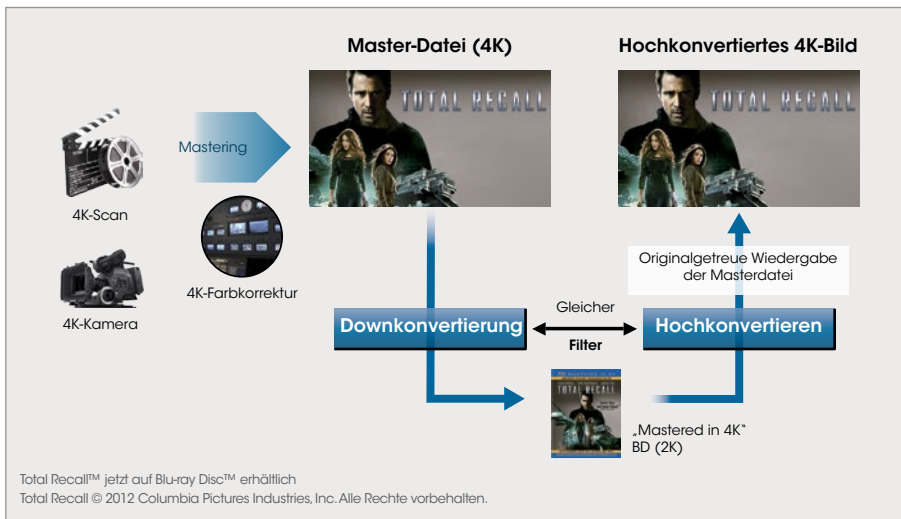 Master-Datei (4K)
Hochkonvertiertes 4K-Bild
TOTAL RECALL
TOTAL RECALL
Mastering
4K-Scan
4K-Farbkorrektur
4K-Kamera
Originalgetreue Wiedergabe
der Masterdatei
Downkonvertierung
Gleicher
Filter
Hochkonvertieren
TOTAL RECALL
„Mastered in 4K“
BD (2K)
Total Recall™ jetzt auf Blu-ray Disc™ erhältlich
Total Recall © 2012 Columbia Pictures Industries, Inc. Alle Rechte vorbehalten.